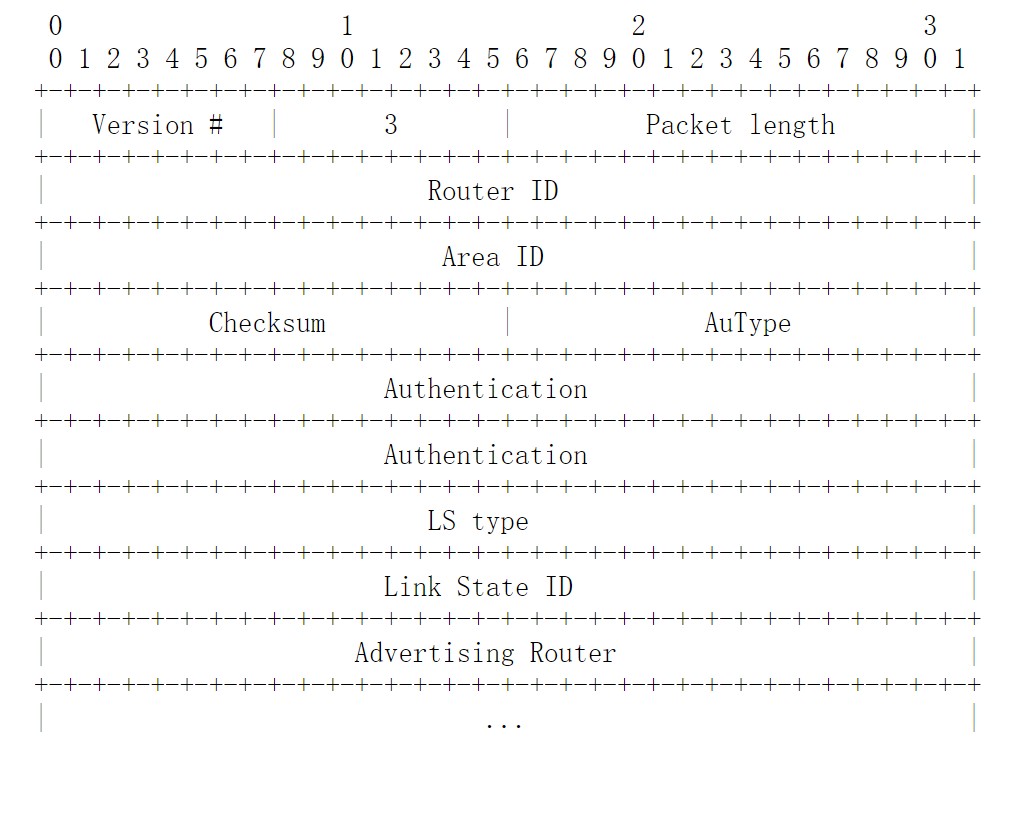 0                   1                   2                   3
0 1 2 3 4 5 6 7 8 9 0 1 2 3 4 5 6 7 8 9 0 1 2 3 4 5 6 7 8 9 0 1
+-+-+-+-+-+-+-+-+-+-+-+-+-+-+-+-+-+-+-+-+-+-+-+-+-+-+-+-+-+-+-+-+
|   Version #   |       3       |         Packet length         |
+-+-+-+-+-+-+-+-+-+-+-+-+-+-+-+-+-+-+-+-+-+-+-+-+-+-+-+-+-+-+-+-+
|                          Router ID                            |
+-+-+-+-+-+-+-+-+-+-+-+-+-+-+-+-+-+-+-+-+-+-+-+-+-+-+-+-+-+-+-+-+
|                           Area ID                             |
+-+-+-+-+-+-+-+-+-+-+-+-+-+-+-+-+-+-+-+-+-+-+-+-+-+-+-+-+-+-+-+-+
|           Checksum            |             AuType            |
+-+-+-+-+-+-+-+-+-+-+-+-+-+-+-+-+-+-+-+-+-+-+-+-+-+-+-+-+-+-+-+-+
|                       Authentication                          |
+-+-+-+-+-+-+-+-+-+-+-+-+-+-+-+-+-+-+-+-+-+-+-+-+-+-+-+-+-+-+-+-+
|                       Authentication                          |
+-+-+-+-+-+-+-+-+-+-+-+-+-+-+-+-+-+-+-+-+-+-+-+-+-+-+-+-+-+-+-+-+
|                          LS type                              |
+-+-+-+-+-+-+-+-+-+-+-+-+-+-+-+-+-+-+-+-+-+-+-+-+-+-+-+-+-+-+-+-+
|                       Link State ID                           |
+-+-+-+-+-+-+-+-+-+-+-+-+-+-+-+-+-+-+-+-+-+-+-+-+-+-+-+-+-+-+-+-+
|                     Advertising Router                        |
+-+-+-+-+-+-+-+-+-+-+-+-+-+-+-+-+-+-+-+-+-+-+-+-+-+-+-+-+-+-+-+-+
|                              ...                              |